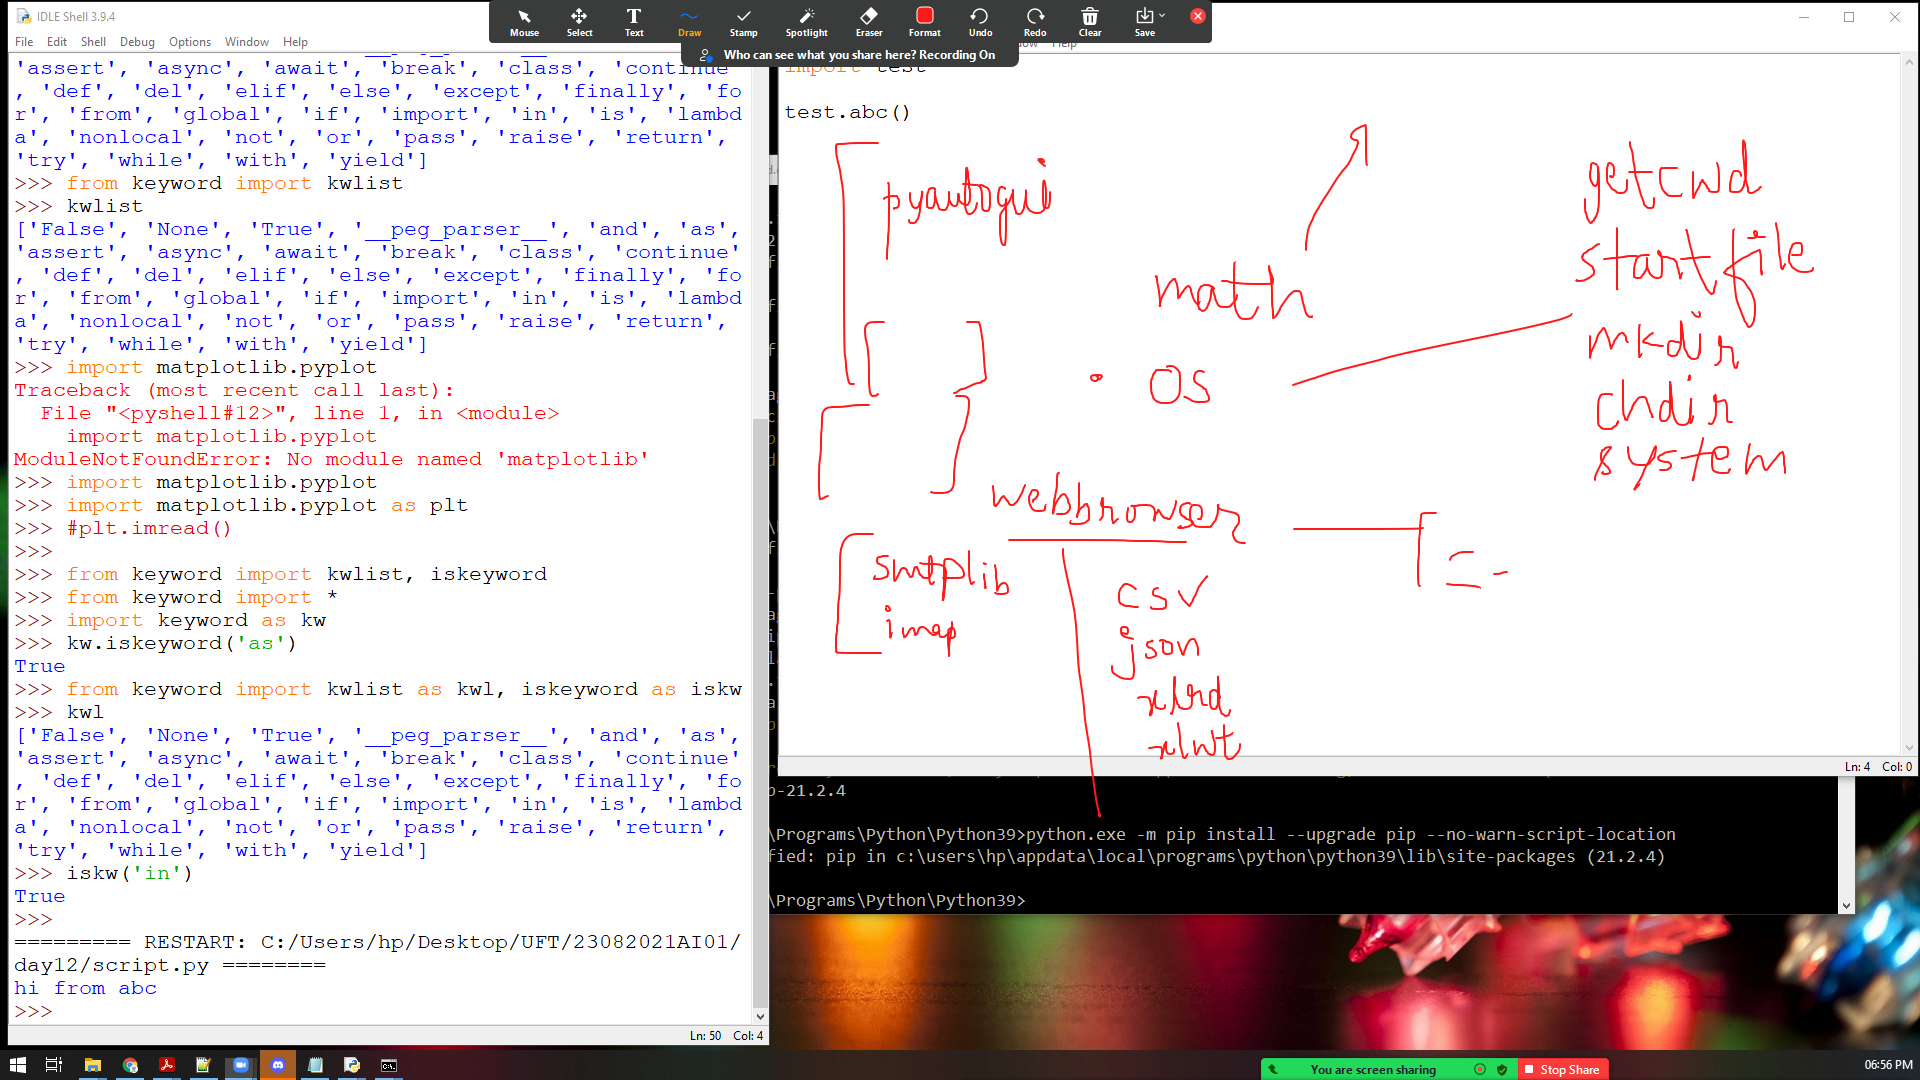 IDLE Shell 3.9.4
File Edit Shell Debug Options Window Help
Mouse Select Text Draw Stamp Spotlight Eraser Format Undo Redo Clear Save
Who can see what you share here? Recording On
'assert', 'async', 'await', 'break', 'class', 'continue'
, 'def', 'del', 'elif', 'else', 'except', 'finally', 'fo
r', 'from', 'global', 'if', 'import', 'in', 'is', 'lambd
a', 'nonlocal', 'not', 'or', 'pass', 'raise', 'return',
'try', 'while', 'with', 'yield']
>>> from keyword import kwlist
>>> kwlist
['False', 'None', 'True', '__peg_parser__', 'and', 'as',
'assert', 'async', 'await', 'break', 'class', 'continue'
, 'def', 'del', 'elif', 'else', 'except', 'finally', 'fo
r', 'from', 'global', 'if', 'import', 'in', 'is', 'lambd
a', 'nonlocal', 'not', 'or', 'pass', 'raise', 'return',
'try', 'while', 'with', 'yield']
>>> import matplotlib.pyplot
Traceback (most recent call last):
  File "<pyshell#12>", line 1, in <module>
    import matplotlib.pyplot
ModuleNotFoundError: No module named 'matplotlib'
>>> import matplotlib.pyplot
>>> import matplotlib.pyplot as plt
>>> #plt.imread()
>>>
>>> from keyword import kwlist, iskeyword
>>> from keyword import *
>>> import keyword as kw
>>> kw.iskeyword('as')
True
>>> from keyword import kwlist as kwl, iskeyword as iskw
>>> kwl
['False', 'None', 'True', '__peg_parser__', 'and', 'as',
'assert', 'async', 'await', 'break', 'class', 'continue'
, 'def', 'del', 'elif', 'else', 'except', 'finally', 'fo
r', 'from', 'global', 'if', 'import', 'in', 'is', 'lambd
a', 'nonlocal', 'not', 'or', 'pass', 'raise', 'return',
'try', 'while', 'with', 'yield']
>>> iskw('in')
True
>>>
========= RESTART: C:/Users/hp/Desktop/UFT/23082021AI01/
day12/script.py ========
hi from abc
>>>
Ln: 50 Col: 4
Help
import test
test.abc()
pyautogui
math
OS
getcwd
startfile
mkdir
chdir
system
webbrowser
smtplib
imap
csv
json
xlrd
xlwt
Ln: 4 Col: 0
-21.2.4
\Programs\Python\Python39>python.exe -m pip install --upgrade pip --no-warn-script-location
fied: pip in c:\users\hp\appdata\local\programs\python\python39\lib\site-packages (21.2.4)
\Programs\Python\Python39>
You are screen sharing
Stop Share
06:56 PM